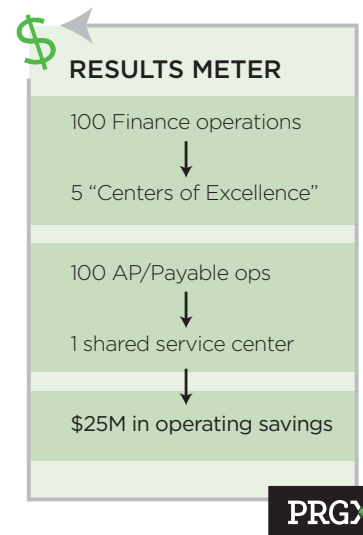 $
RESULTS METER
100 Finance operations
5 “Centers of Excellence”
100 AP/Payable ops
1 shared service center
$25M in operating savings
PRGX